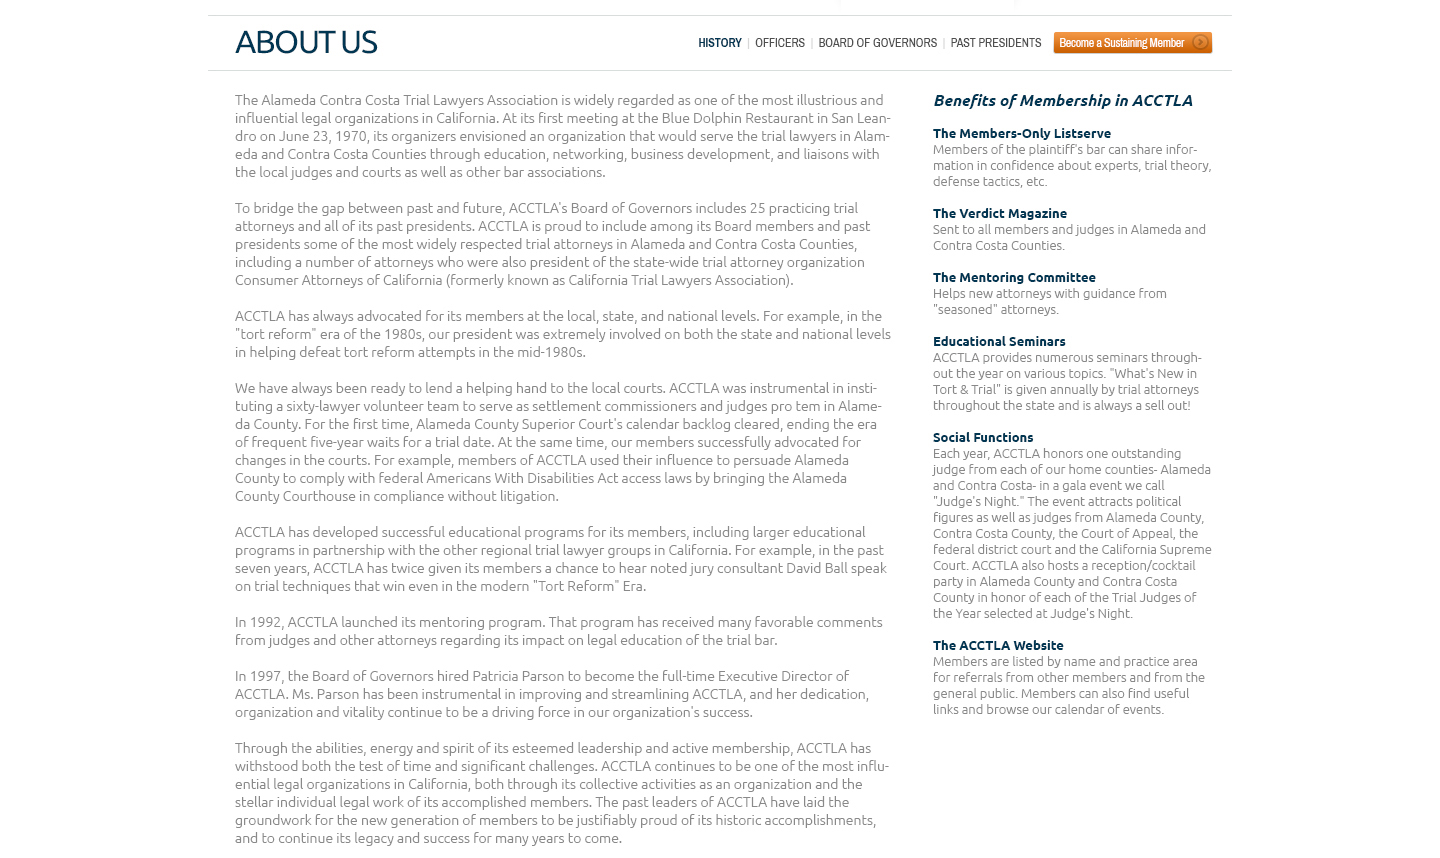 ABOUT US
HISTORY | OFFICERS | BOARD OF GOVERNORS | PAST PRESIDENTS
Become a Sustaining Member
The Alameda Contra Costa Trial Lawyers Association is widely regarded as one of the most illustrious and
influential legal organizations in California. At its first meeting at the Blue Dolphin Restaurant in San Lean-
dro on June 23, 1970, its organizers envisioned an organization that would serve the trial lawyers in Alam-
eda and Contra Costa Counties through education, networking, business development, and liaisons with
the local judges and courts as well as other bar associations.
To bridge the gap between past and future, ACCTLA's Board of Governors includes 25 practicing trial
attorneys and all of its past presidents. ACCTLA is proud to include among its Board members and past
presidents some of the most widely respected trial attorneys in Alameda and Contra Costa Counties,
including a number of attorneys who were also president of the state-wide trial attorney organization
Consumer Attorneys of California (formerly known as California Trial Lawyers Association).
ACCTLA has always advocated for its members at the local, state, and national levels. For example, in the
"tort reform" era of the 1980s, our president was extremely involved on both the state and national levels
in helping defeat tort reform attempts in the mid-1980s.
We have always been ready to lend a helping hand to the local courts. ACCTLA was instrumental in insti-
tuting a sixty-lawyer volunteer team to serve as settlement commissioners and judges pro tem in Alame-
da County. For the first time, Alameda County Superior Court's calendar backlog cleared, ending the era
of frequent five-year waits for a trial date. At the same time, our members successfully advocated for
changes in the courts. For example, members of ACCTLA used their influence to persuade Alameda
County to comply with federal Americans With Disabilities Act access laws by bringing the Alameda
County Courthouse in compliance without litigation.
ACCTLA has developed successful educational programs for its members, including larger educational
programs in partnership with the other regional trial lawyer groups in California. For example, in the past
seven years, ACCTLA has twice given its members a chance to hear noted jury consultant David Ball speak
on trial techniques that win even in the modern "Tort Reform" Era.
In 1992, ACCTLA launched its mentoring program. That program has received many favorable comments
from judges and other attorneys regarding its impact on legal education of the trial bar.
In 1997, the Board of Governors hired Patricia Parson to become the full-time Executive Director of
ACCTLA. Ms. Parson has been instrumental in improving and streamlining ACCTLA, and her dedication,
organization and vitality continue to be a driving force in our organization's success.
Through the abilities, energy and spirit of its esteemed leadership and active membership, ACCTLA has
withstood both the test of time and significant challenges. ACCTLA continues to be one of the most influ-
ential legal organizations in California, both through its collective activities as an organization and the
stellar individual legal work of its accomplished members. The past leaders of ACCTLA have laid the
groundwork for the new generation of members to be justifiably proud of its historic accomplishments,
and to continue its legacy and success for many years to come.
Benefits of Membership in ACCTLA
The Members-Only Listserve
Members of the plaintiff's bar can share infor-
mation in confidence about experts, trial theory,
defense tactics, etc.
The Verdict Magazine
Sent to all members and judges in Alameda and
Contra Costa Counties.
The Mentoring Committee
Helps new attorneys with guidance from
"seasoned" attorneys.
Educational Seminars
ACCTLA provides numerous seminars through-
out the year on various topics. "What's New in
Tort & Trial" is given annually by trial attorneys
throughout the state and is always a sell out!
Social Functions
Each year, ACCTLA honors one outstanding
judge from each of our home counties- Alameda
and Contra Costa- in a gala event we call
"Judge's Night." The event attracts political
figures as well as judges from Alameda County,
Contra Costa County, the Court of Appeal, the
federal district court and the California Supreme
Court. ACCTLA also hosts a reception/cocktail
party in Alameda County and Contra Costa
County in honor of each of the Trial Judges of
the Year selected at Judge's Night.
The ACCTLA Website
Members are listed by name and practice area
for referrals from other members and from the
general public. Members can also find useful
links and browse our calendar of events.